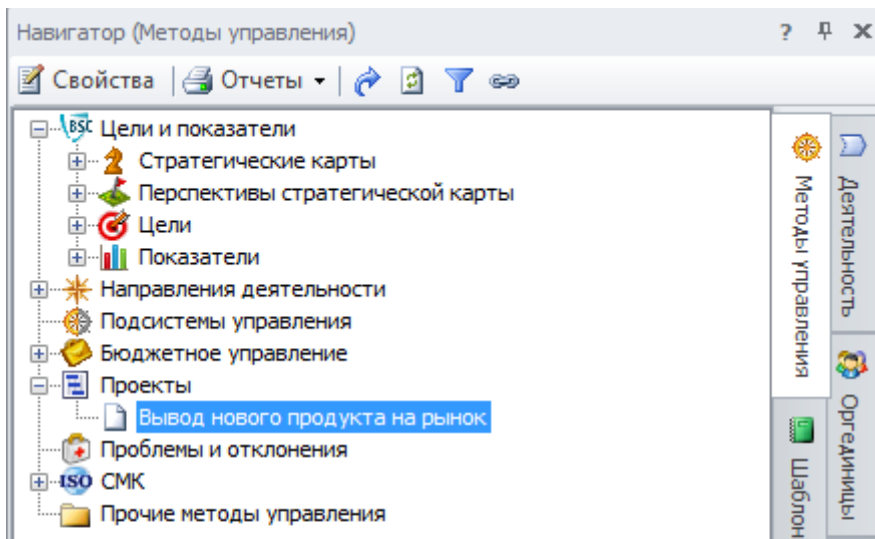 Навигатор (Методы управления)
Свойства Отчеты
BSC Цели и показатели
Стратегические карты
Перспективы стратегической карты
Цели
Показатели
Направления деятельности
Подсистемы управления
Бюджетное управление
Проекты
Вывод нового продукта на рынок
Проблемы и отклонения
ISO СМК
Прочие методы управления
Методы управления
Шаблон
Деятельность
Оргединицы